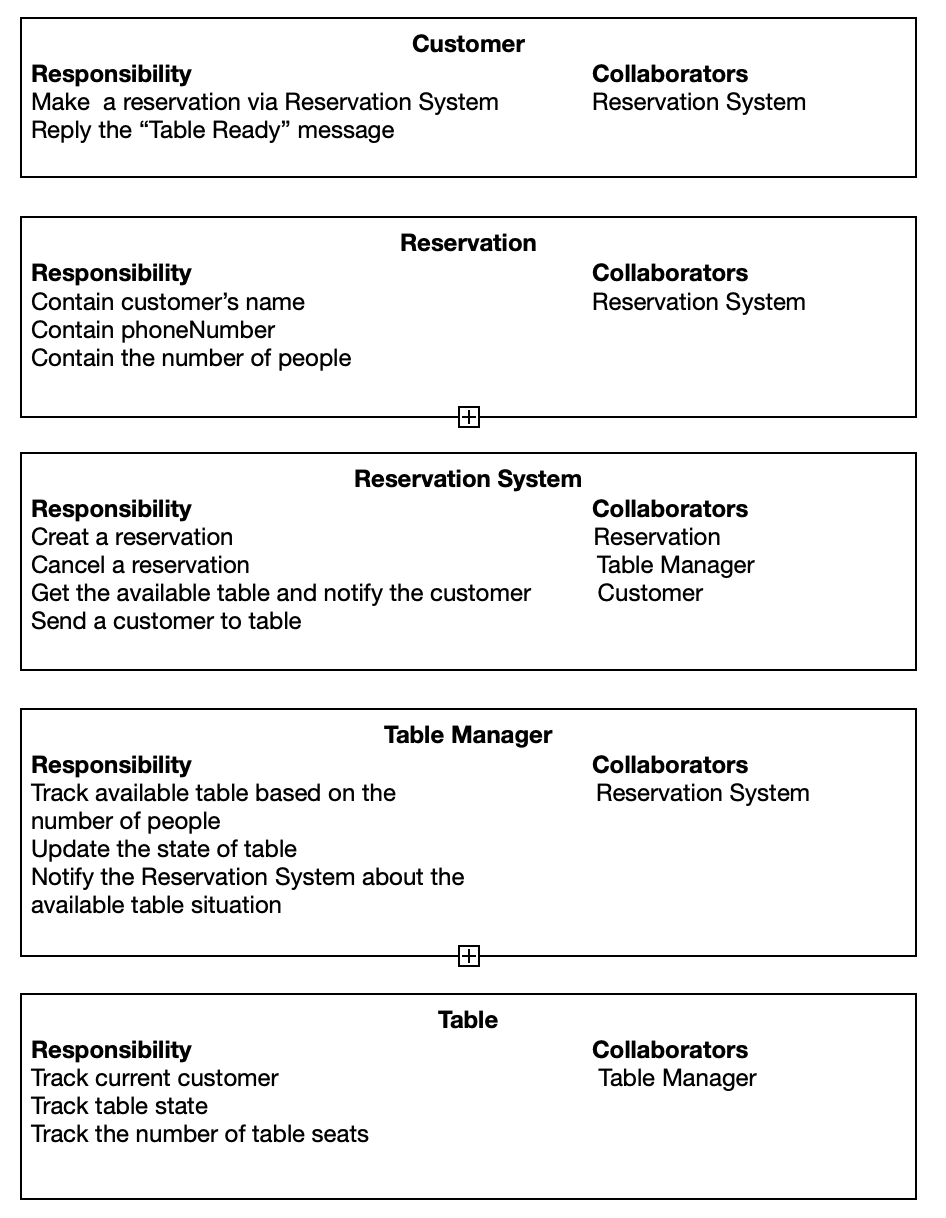 Customer
Responsibility Collaborators
Make  a reservation via Reservation System Reservation System
Reply the “Table Ready” message
Reservation
Responsibility Collaborators
Contain customer’s name Reservation System
Contain phoneNumber
Contain the number of people
Reservation System
Responsibility Collaborators
Creat a reservation Reservation
Cancel a reservation Table Manager
Get the available table and notify the customer Customer
Send a customer to table
Table Manager
Responsibility Collaborators
Track available table based on the Reservation System
number of people
Update the state of table
Notify the Reservation System about the
available table situation
Table
Responsibility Collaborators
Track current customer Table Manager
Track table state
Track the number of table seats